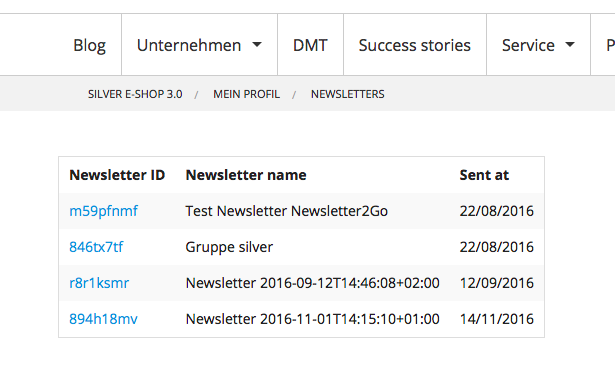 Blog Unternehmen DMT Success stories Service P
SILVER E-SHOP 3.0 / MEIN PROFIL / NEWSLETTERS
Newsletter ID Newsletter name Sent at
m59pfnmf Test Newsletter Newsletter2Go 22/08/2016
846tx7tf Gruppe silver 22/08/2016
r8r1ksmr Newsletter 2016-09-12T14:46:08+02:00 12/09/2016
894h18mv Newsletter 2016-11-01T14:15:10+01:00 14/11/2016